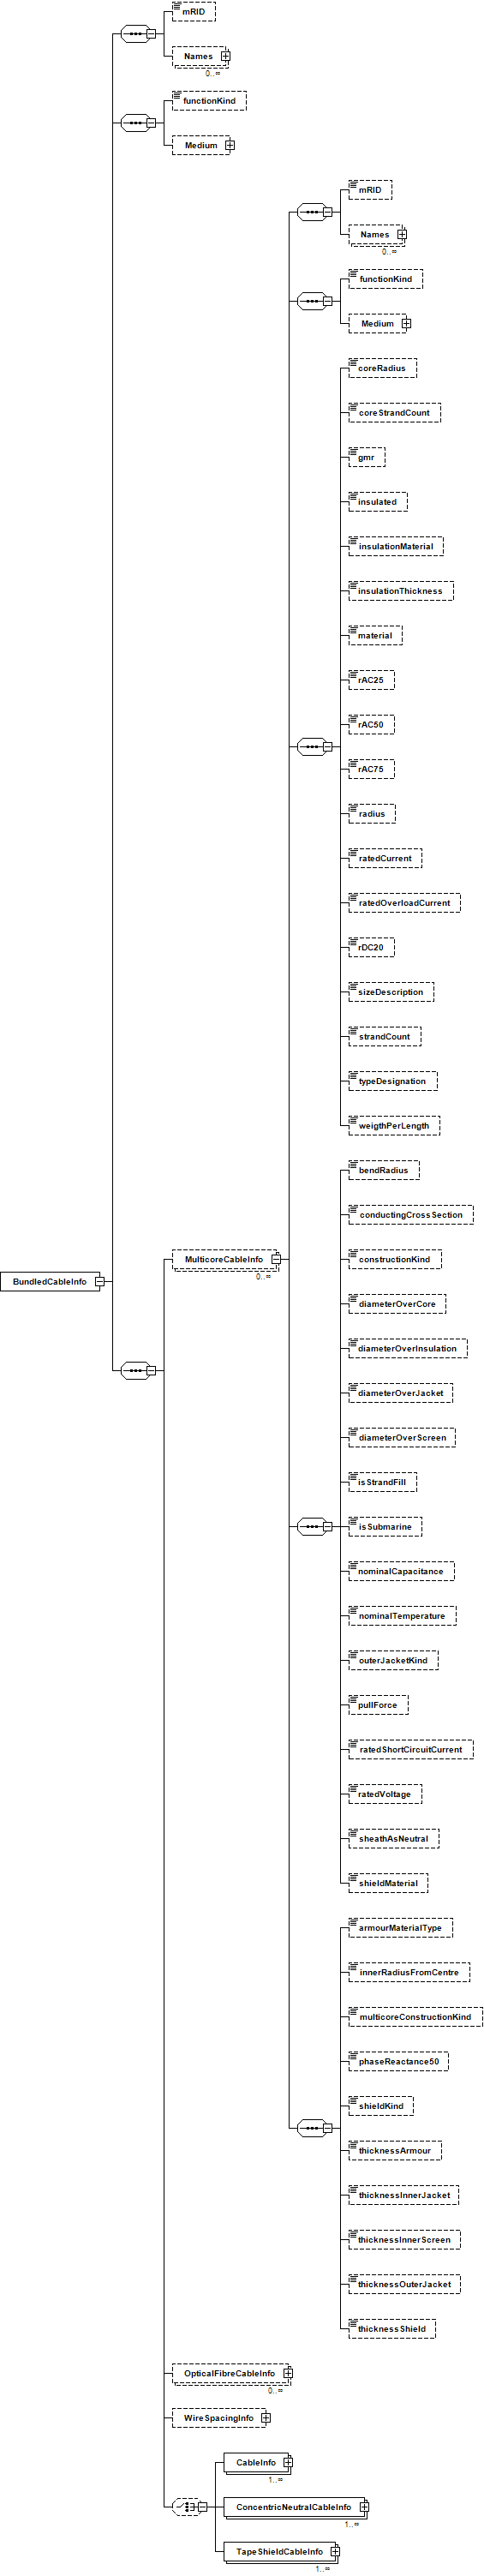 mRID
Names
0..∞
functionKind
Medium
mRID
Names
0..∞
functionKind
Medium
coreRadius
coreStrandCount
gmr
insulated
insulationMaterial
insulationThickness
material
rAC25
rAC50
rAC75
radius
ratedCurrent
ratedOverloadCurrent
rDC20
sizeDescription
strandCount
typeDesignation
weigthPerLength
bendRadius
conductingCrossSection
MulticoreCableInfo
0..∞
constructionKind
BundledCableInfo
diameterOverCore
diameterOverInsulation
diameterOverJacket
diameterOverScreen
isStrandFill
isSubmarine
nominalCapacitance
nominalTemperature
outerJacketKind
pullForce
ratedShortCircuitCurrent
ratedVoltage
sheathAsNeutral
shieldMaterial
armourMaterialType
innerRadiusFromCentre
multicoreConstructionKind
phaseReactance50
shieldKind
thicknessArmour
thicknessInnerJacket
thicknessInnerScreen
thicknessOuterJacket
thicknessShield
OpticalFibreCableInfo
0..∞
WireSpacingInfo
CableInfo
1..∞
ConcentricNeutralCableInfo
1..∞
TapeShieldCableInfo
1..∞